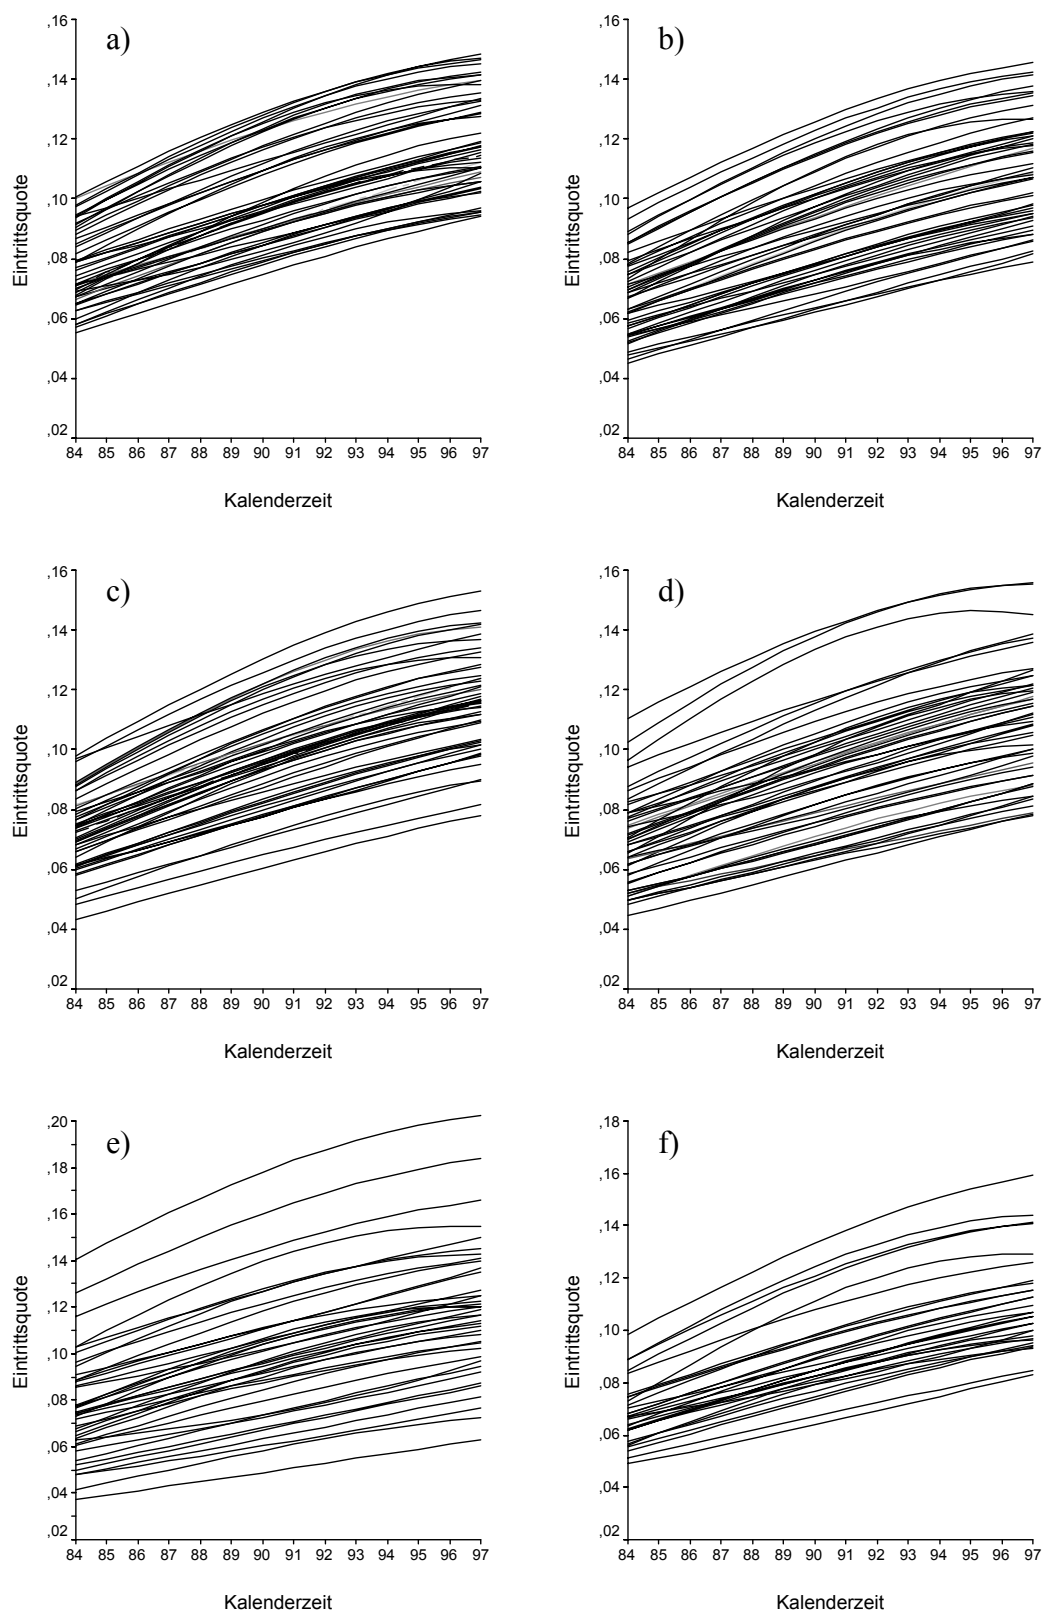 a)
Eintrittsquote
,16
,14
,12
,10
,08
,06
,04
,02
84 85 86 87 88 89 90 91 92 93 94 95 96 97
Kalenderzeit
b)
Eintrittsquote
,16
,14
,12
,10
,08
,06
,04
,02
84 85 86 87 88 89 90 91 92 93 94 95 96 97
Kalenderzeit
c)
Eintrittsquote
,16
,14
,12
,10
,08
,06
,04
,02
84 85 86 87 88 89 90 91 92 93 94 95 96 97
Kalenderzeit
d)
Eintrittsquote
,16
,14
,12
,10
,08
,06
,04
,02
84 85 86 87 88 89 90 91 92 93 94 95 96 97
Kalenderzeit
e)
Eintrittsquote
,20
,18
,16
,14
,12
,10
,08
,06
,04
,02
84 85 86 87 88 89 90 91 92 93 94 95 96 97
Kalenderzeit
f)
Eintrittsquote
,18
,16
,14
,12
,10
,08
,06
,04
,02
84 85 86 87 88 89 90 91 92 93 94 95 96 97
Kalenderzeit